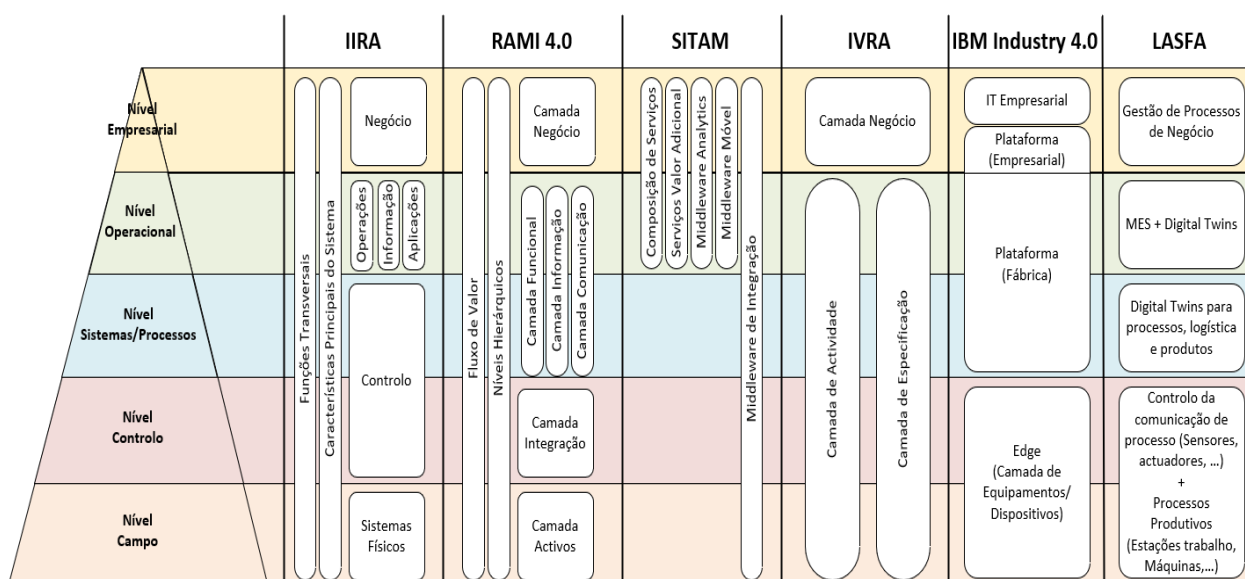 IIRA
RAMI 4.0
SITAM
IVRA
IBM Industry 4.0
LASFA
Nível
Empresarial
Nível
Operacional
Nível
Sistemas/Processos
Nível
Controlo
Nível
Campo
Funções Transversais
Características Principais do Sistema
Negócio
Operações
Informação
Aplicações
Controlo
Sistemas
Físicos
Fluxo de Valor
Níveis Hierárquicos
Camada
Negócio
Camada Funcional
Camada Informação
Camada Comunicação
Camada
Integração
Camada
Activos
Composição de Serviços
Serviços Valor Adicional
Middleware Analytics
Middleware Móvel
Middleware de Integração
Camada Negócio
Camada de Actividade
Camada de Especificação
IT Empresarial
Plataforma
(Empresarial)
Plataforma
(Fábrica)
Edge
(Camada de
Equipamentos/
Dispositivos)
Gestão de Processos
de Negócio
MES + Digital Twins
Digital Twins para
processos, logística
e produtos
Controlo da
comunicação de
processo (Sensores,
actuadores, ...)
+
Processos
Produtivos
(Estações trabalho,
Máquinas,...)